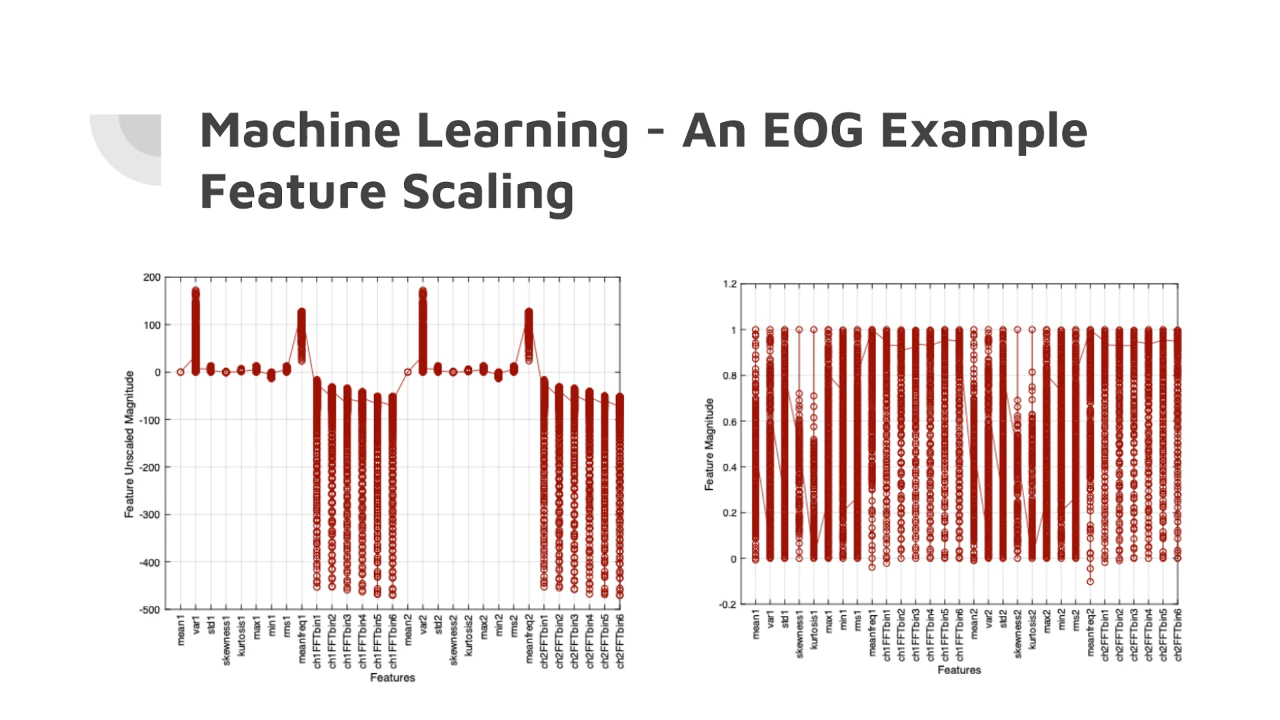 Machine Learning - An EOG Example
Feature Scaling
Feature Unscaled Magnitude
200
100
0
-100
-200
-300
-400
-500
mean1
var1
std1
skewness1
kurtosis1
max1
min1
rms1
meanfreq1
ch1FFTbin1
ch1FFTbin2
ch1FFTbin3
ch1FFTbin4
ch1FFTbin5
ch1FFTbin6
mean2
var2
std2
skewness2
kurtosis2
max2
min2
rms2
meanfreq2
ch2FFTbin1
ch2FFTbin2
ch2FFTbin3
ch2FFTbin4
ch2FFTbin5
ch2FFTbin6
Features
Feature Magnitude
1.2
1
0.8
0.6
0.4
0.2
0
-0.2
mean1
var1
std1
skewness1
kurtosis1
max1
min1
rms1
meanfreq1
ch1FFTbin1
ch1FFTbin2
ch1FFTbin3
ch1FFTbin4
ch1FFTbin5
ch1FFTbin6
mean2
var2
std2
skewness2
kurtosis2
max2
min2
rms2
meanfreq2
ch2FFTbin1
ch2FFTbin2
ch2FFTbin3
ch2FFTbin4
ch2FFTbin5
ch2FFTbin6
Features